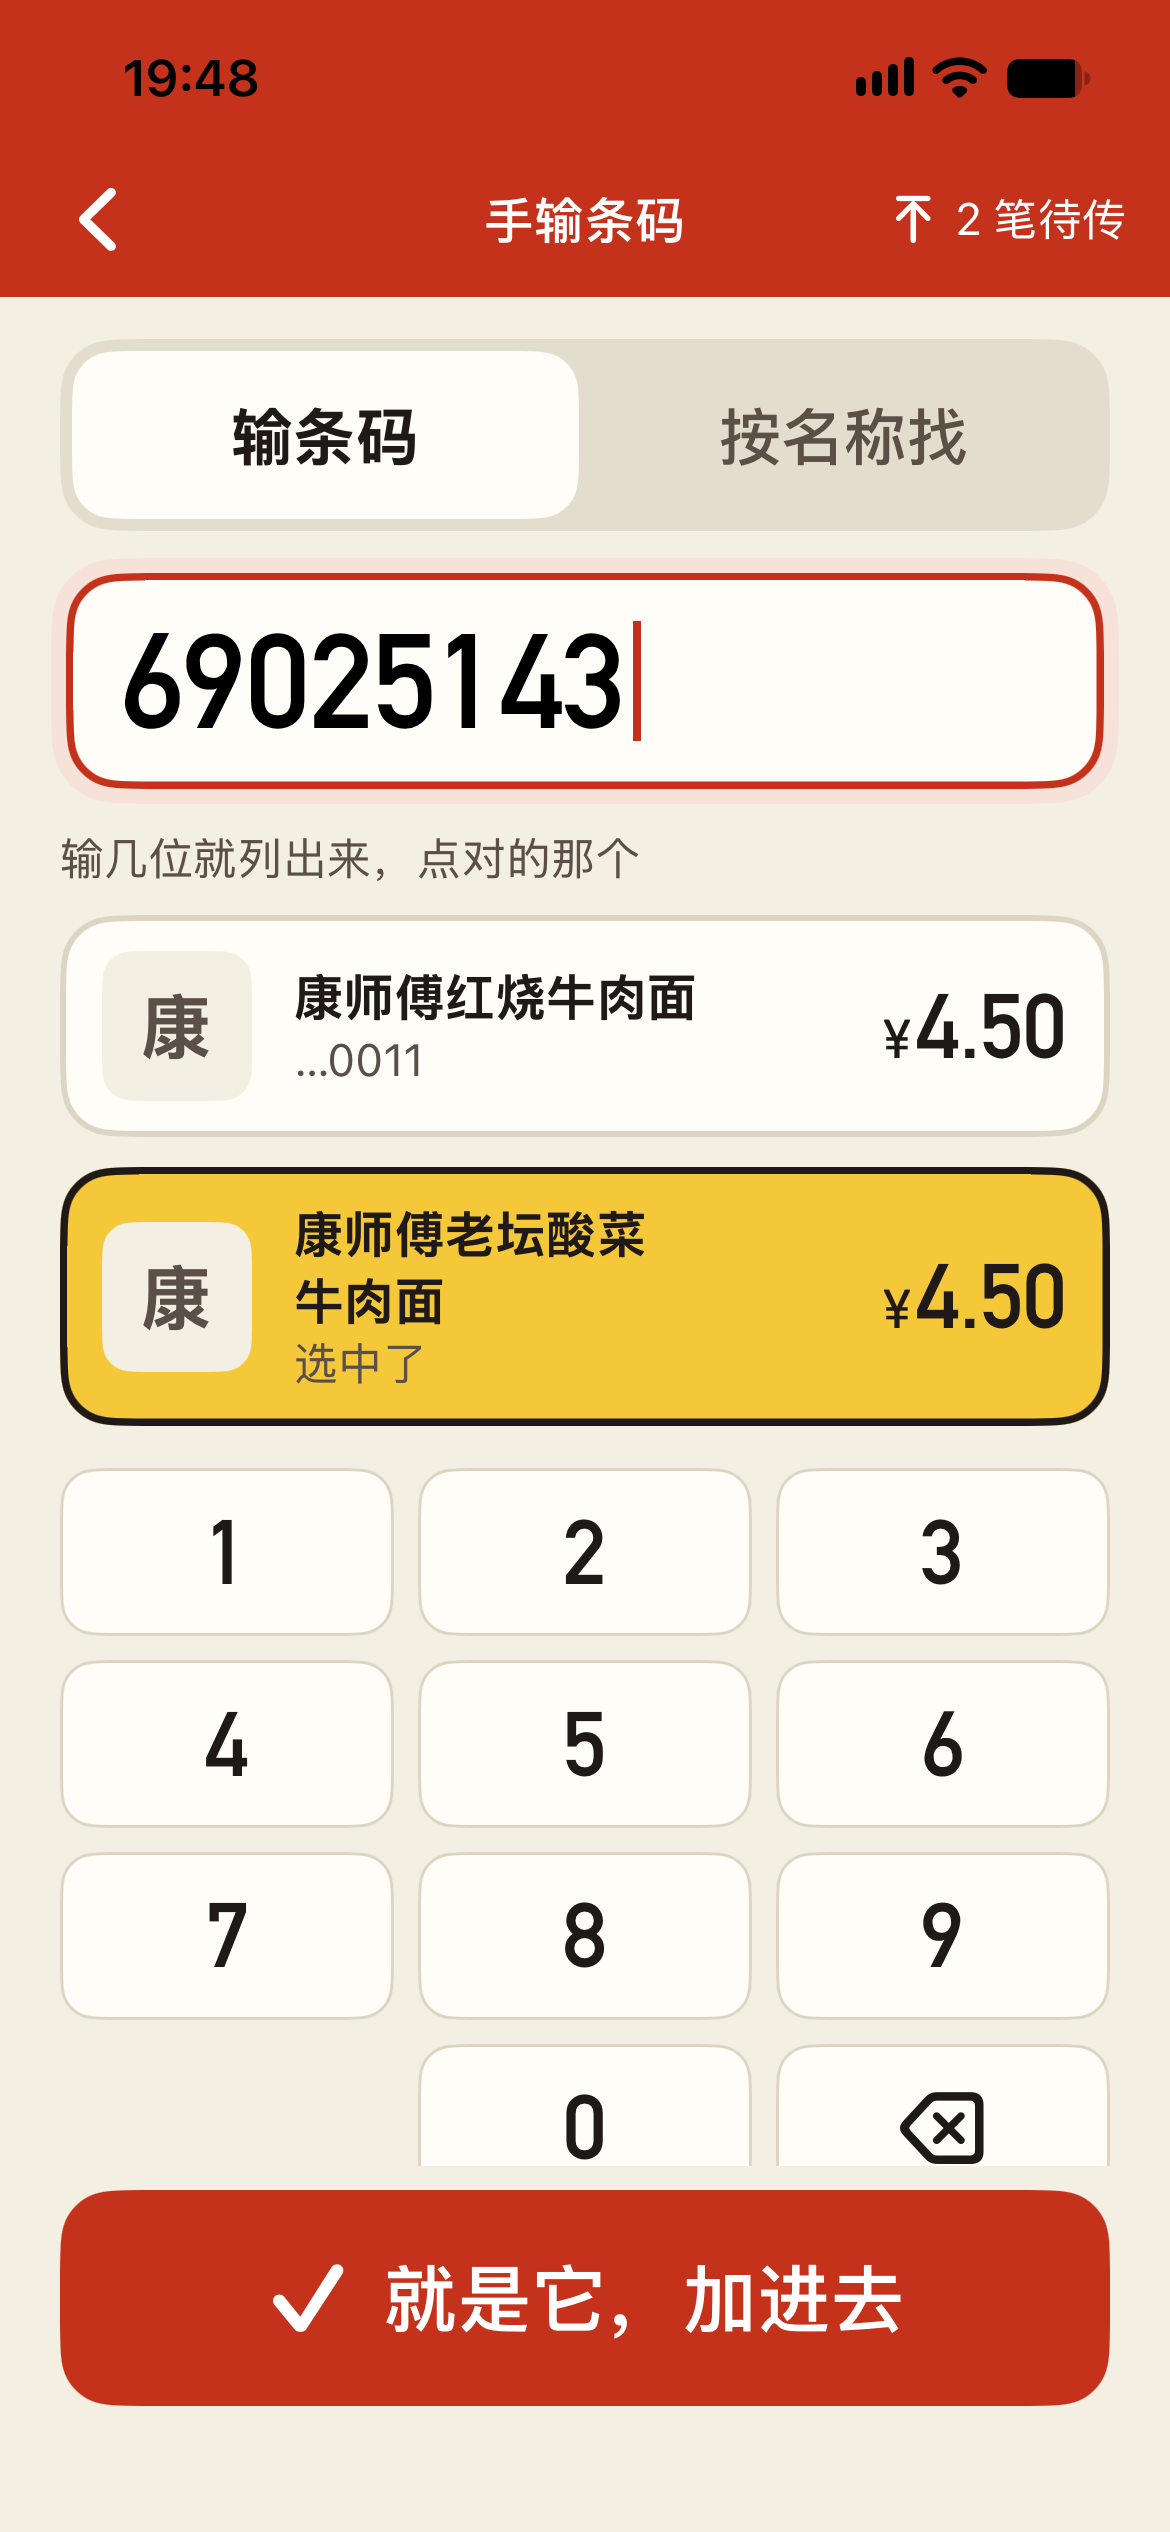 19:48
手输条码
2 笔待传
输条码
按名称找
69025143
输几位就列出来，点对的那个
康
康师傅红烧牛肉面
...0011
¥4.50
康
康师傅老坛酸菜
牛肉面
选中了
¥4.50
1
2
3
4
5
6
7
8
9
0
就是它，加进去